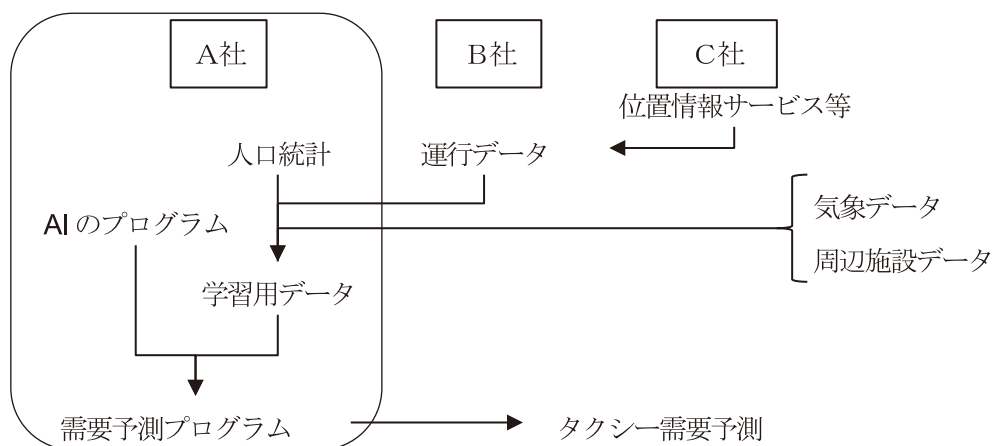 A社
B社
C社
位置情報サービス等
人口統計
運行データ
AIのプログラム
気象データ
周辺施設データ
学習用データ
需要予測プログラム
タクシー需要予測